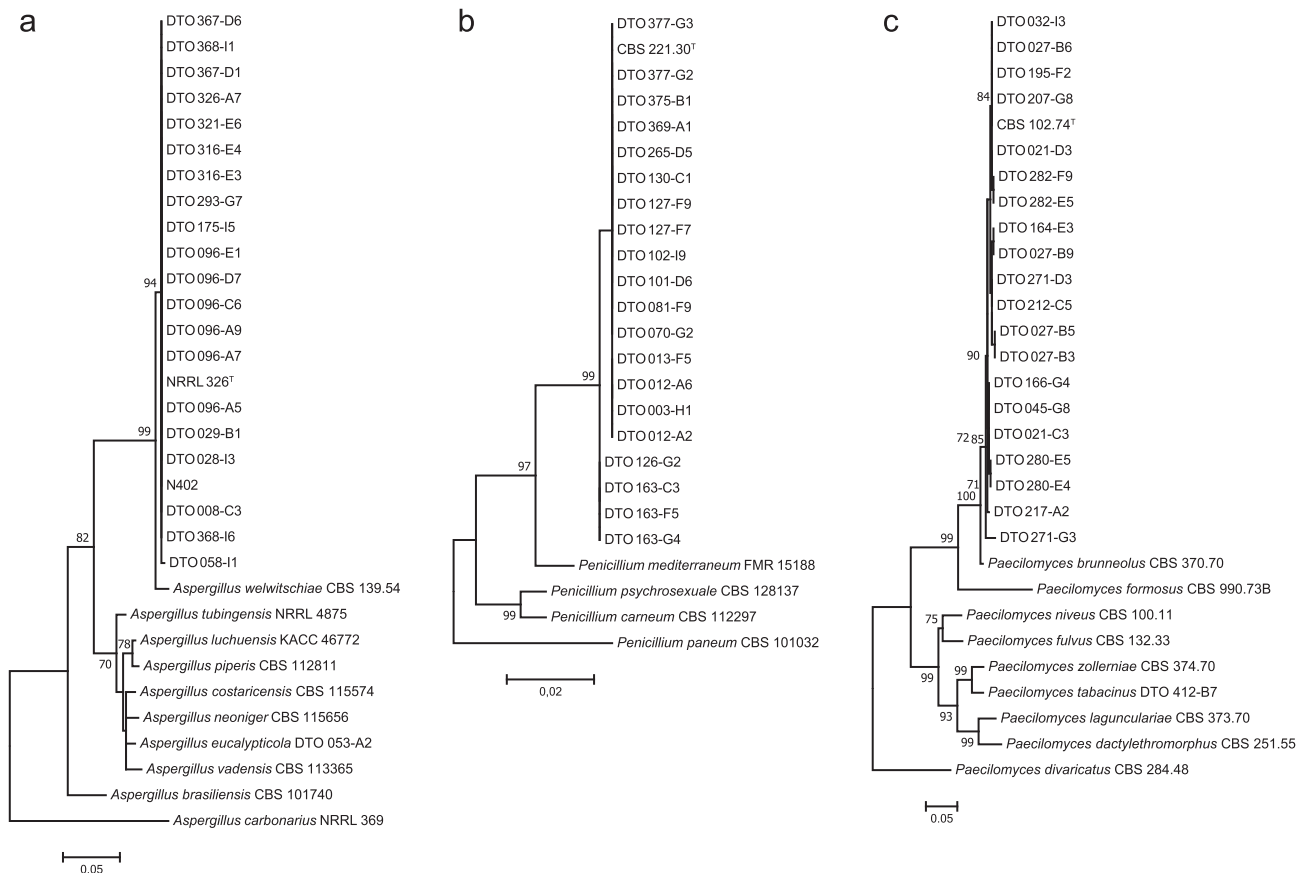 a
DTO 367-D6
DTO 368-I1
DTO 367-D1
DTO 326-A7
DTO 321-E6
DTO 316-E4
DTO 316-E3
DTO 293-G7
DTO 175-I5
DTO 096-E1
DTO 096-D7
94
DTO 096-C6
DTO 096-A9
DTO 096-A7
NRRL 326ᵀ
DTO 096-A5
99
DTO 029-B1
DTO 028-I3
N402
DTO 008-C3
DTO 368-I6
82
DTO 058-I1
Aspergillus welwitschiae CBS 139.54
Aspergillus tubingensis NRRL 4875
78
Aspergillus luchuensis KACC 46772
70
Aspergillus piperis CBS 112811
Aspergillus costaricensis CBS 115574
Aspergillus neoniger CBS 115656
Aspergillus eucalypticola DTO 053-A2
Aspergillus vadensis CBS 113365
Aspergillus brasiliensis CBS 101740
Aspergillus carbonarius NRRL 369
0.05
b
DTO 377-G3
CBS 221.30ᵀ
DTO 377-G2
DTO 375-B1
DTO 369-A1
DTO 265-D5
DTO 130-C1
DTO 127-F9
DTO 127-F7
DTO 102-I9
DTO 101-D6
DTO 081-F9
DTO 070-G2
DTO 013-F5
99
DTO 012-A6
DTO 003-H1
DTO 012-A2
DTO 126-G2
97
DTO 163-C3
DTO 163-F5
DTO 163-G4
Penicillium mediterraneum FMR 15188
Penicillium psychrosexuale CBS 128137
99
Penicillium carneum CBS 112297
Penicillium paneum CBS 101032
0,02
c
DTO 032-I3
DTO 027-B6
DTO 195-F2
84
DTO 207-G8
CBS 102.74ᵀ
DTO 021-D3
DTO 282-F9
DTO 282-E5
DTO 164-E3
DTO 027-B9
DTO 271-D3
DTO 212-C5
DTO 027-B5
90
DTO 027-B3
DTO 166-G4
DTO 045-G8
72 85
DTO 021-C3
DTO 280-E5
71
DTO 280-E4
100
DTO 217-A2
DTO 271-G3
99
Paecilomyces brunneolus CBS 370.70
Paecilomyces formosus CBS 990.73B
75
Paecilomyces niveus CBS 100.11
Paecilomyces fulvus CBS 132.33
99
Paecilomyces zollerniae CBS 374.70
99
Paecilomyces tabacinus DTO 412-B7
93
Paecilomyces lagunculariae CBS 373.70
99
Paecilomyces dactylethromorphus CBS 251.55
Paecilomyces divaricatus CBS 284.48
0.05